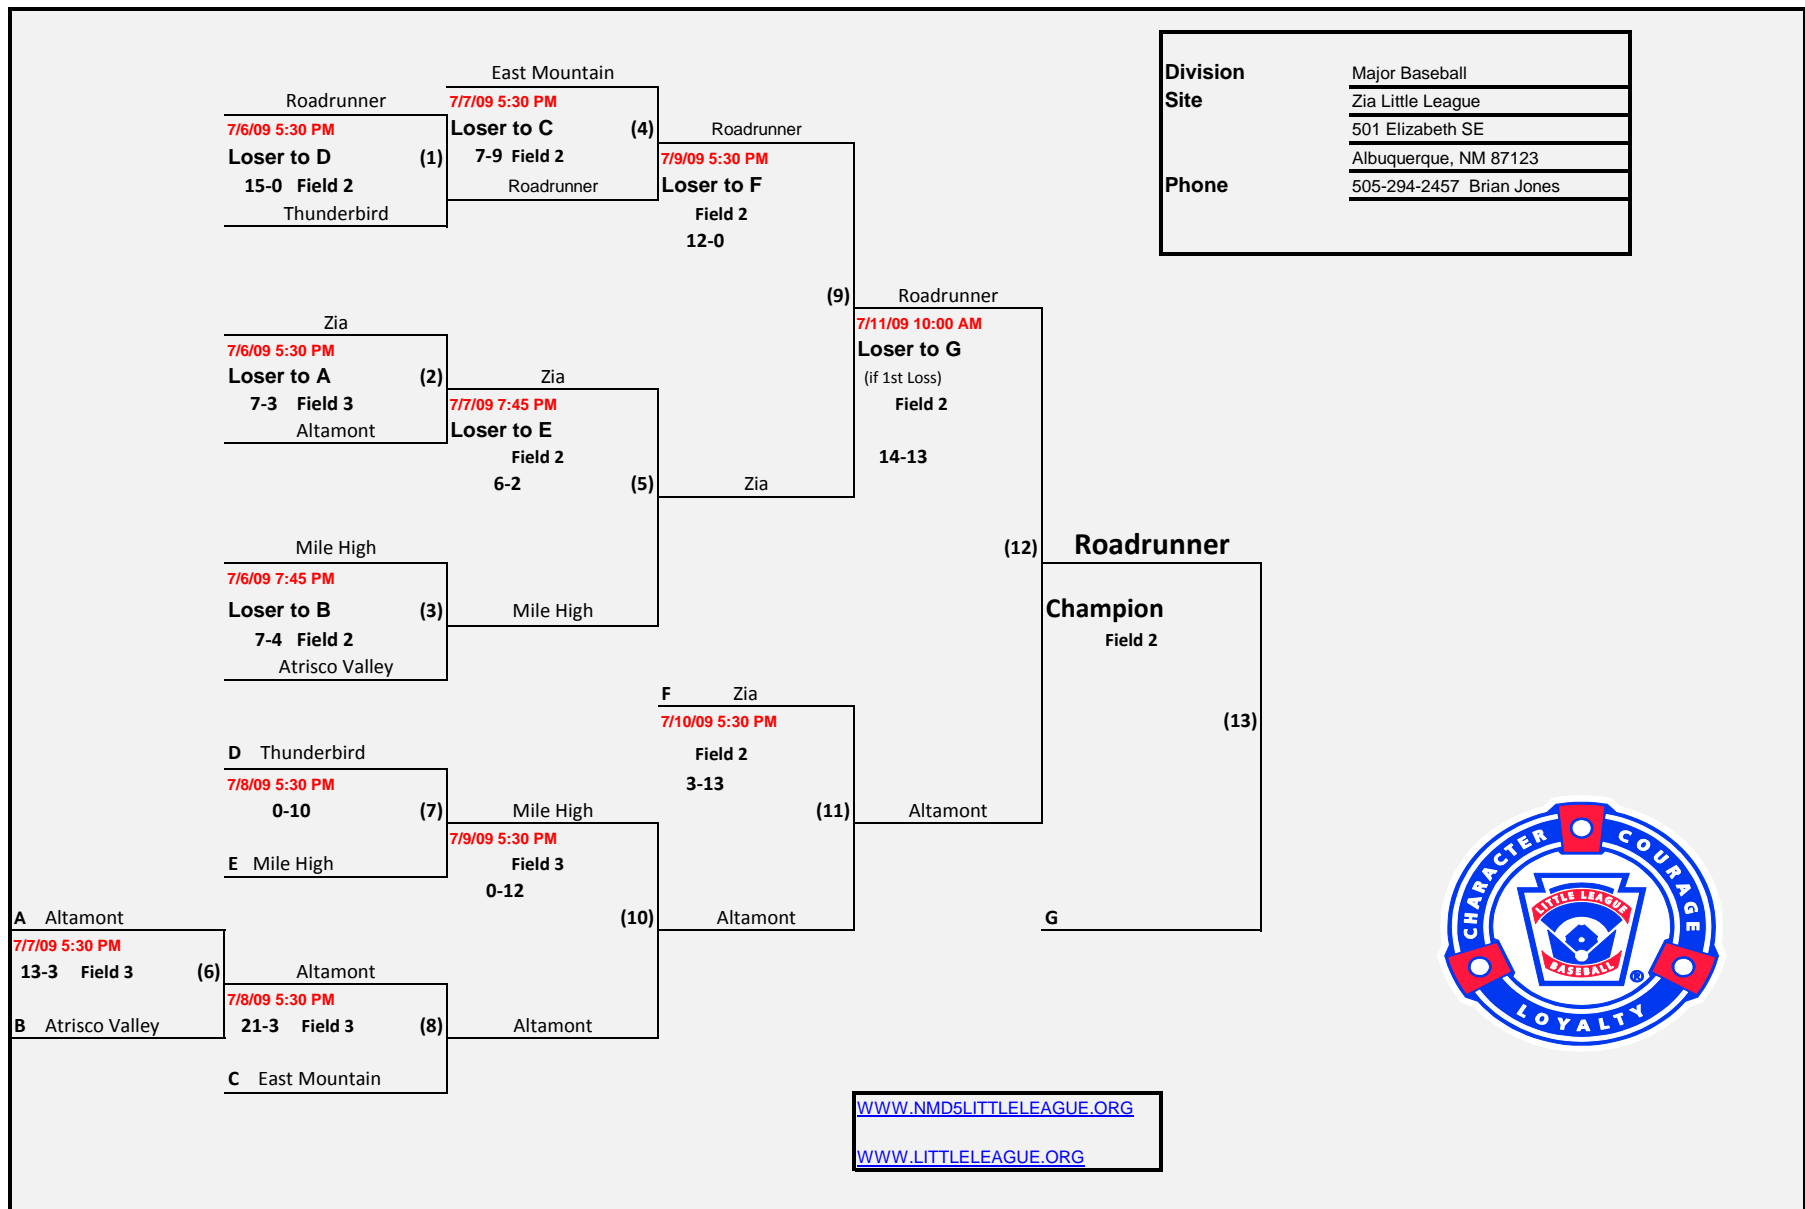 Division Major Baseball
Site Zia Little League
501 Elizabeth SE
Albuquerque, NM 87123
Phone 505-294-2457 Brian Jones
East Mountain
Roadrunner
7/7/09 5:30 PM
7/6/09 5:30 PM
Loser to C (4)
Roadrunner
Loser to D (1)
7-9 Field 2
7/9/09 5:30 PM
15-0 Field 2
Roadrunner
Loser to F
Thunderbird
Field 2
12-0
(9)
Roadrunner
Zia
7/11/09 10:00 AM
7/6/09 5:30 PM
Loser to G
Loser to A (2)
Zia
(if 1st Loss)
7-3 Field 3
7/7/09 7:45 PM
Field 2
Altamont
Loser to E
Field 2
14-13
6-2 (5)
Zia
Mile High
(12)
Roadrunner
7/6/09 7:45 PM
Loser to B (3)
Mile High
Champion
7-4 Field 2
Field 2
Atrisco Valley
F Zia
7/10/09 5:30 PM
(13)
D Thunderbird
Field 2
7/8/09 5:30 PM
3-13
0-10 (7)
Mile High
(11)
Altamont
7/9/09 5:30 PM
E Mile High
Field 3
0-12
A Altamont
(10)
Altamont
G
7/7/09 5:30 PM
13-3 Field 3 (6)
Altamont
7/8/09 5:30 PM
B Atrisco Valley
21-3 Field 3 (8)
Altamont
C East Mountain
CHARACTER COURAGE
LITTLE LEAGUE
BASEBALL
®
LOYALTY
WWW.NMD5LITTLELEAGUE.ORG
WWW.LITTLELEAGUE.ORG